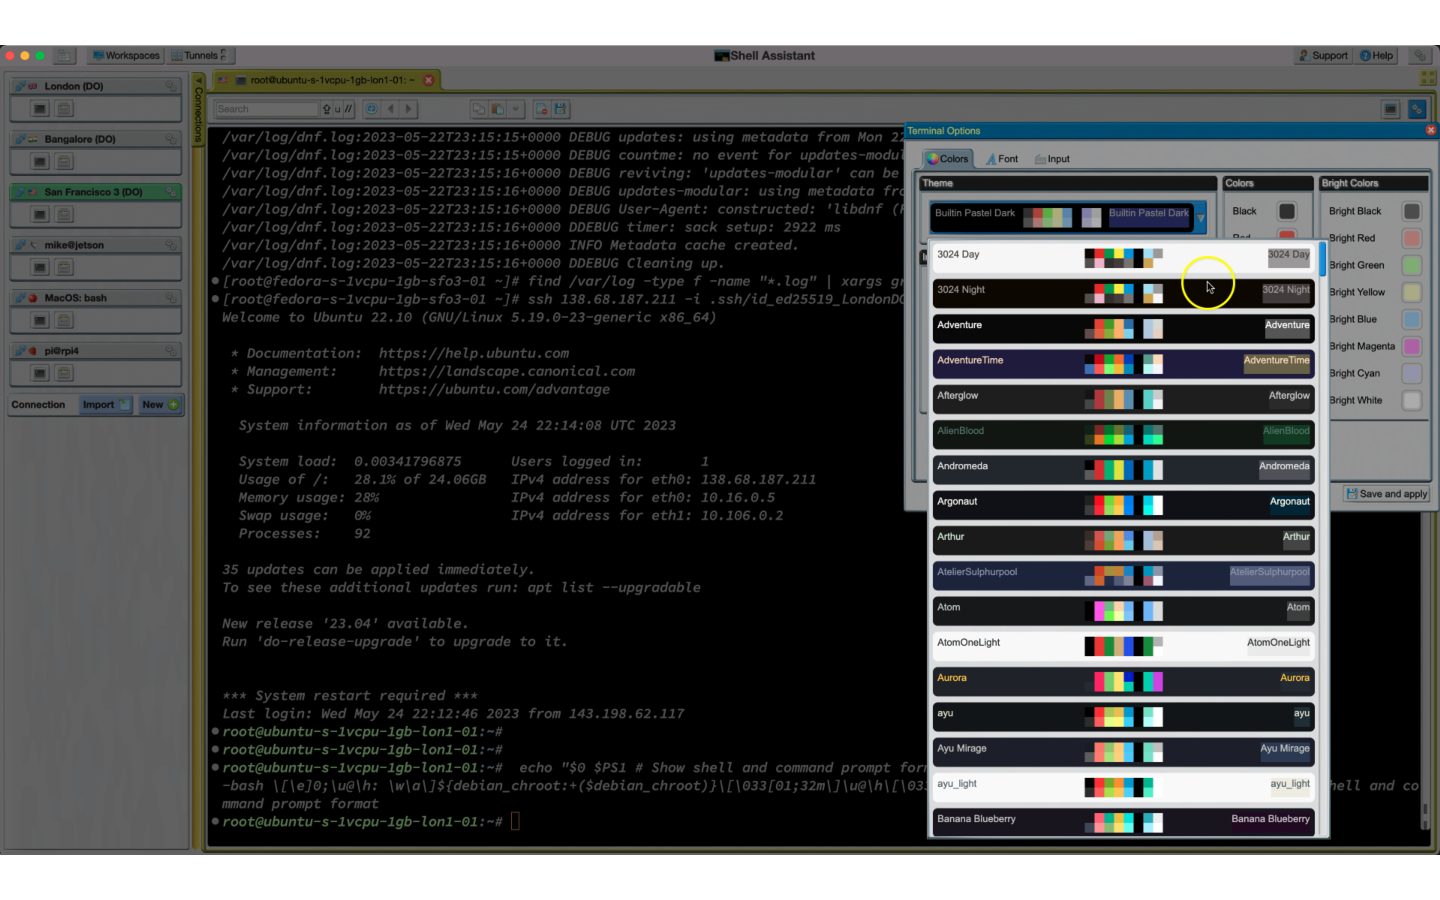 Workspaces
Tunnels
Shell Assistant
Support
Help
London (DO)
Bangalore (DO)
San Francisco 3 (DO)
mike@jetson
MacOS: bash
pi@rpi4
Connection
Import
New
Connections
root@ubuntu-s-1vcpu-1gb-lon1-01: ~
Search
u
//
/var/log/dnf.log:2023-05-22T23:15:15+0000 DEBUG updates: using metadata from Mon 22
/var/log/dnf.log:2023-05-22T23:15:15+0000 DEBUG countme: no event for updates-modul
/var/log/dnf.log:2023-05-22T23:15:16+0000 DEBUG reviving: 'updates-modular' can be
/var/log/dnf.log:2023-05-22T23:15:16+0000 DEBUG updates-modular: using metadata fro
/var/log/dnf.log:2023-05-22T23:15:16+0000 DEBUG User-Agent: constructed: 'libdnf (F
/var/log/dnf.log:2023-05-22T23:15:16+0000 DDEBUG timer: sack setup: 2922 ms
/var/log/dnf.log:2023-05-22T23:15:16+0000 INFO Metadata cache created.
/var/log/dnf.log:2023-05-22T23:15:16+0000 DDEBUG Cleaning up.
[root@fedora-s-1vcpu-1gb-sfo3-01 ~]# find /var/log -type f -name "*.log" | xargs gr
[root@fedora-s-1vcpu-1gb-sfo3-01 ~]# ssh 138.68.187.211 -i .ssh/id_ed25519_LondonDO
Welcome to Ubuntu 22.10 (GNU/Linux 5.19.0-23-generic x86_64)
* Documentation: https://help.ubuntu.com
* Management: https://landscape.canonical.com
* Support: https://ubuntu.com/advantage
System information as of Wed May 24 22:14:08 UTC 2023
System load: 0.00341796875 Users logged in: 1
Usage of /: 28.1% of 24.06GB IPv4 address for eth0: 138.68.187.211
Memory usage: 28% IPv4 address for eth0: 10.16.0.5
Swap usage: 0% IPv4 address for eth1: 10.106.0.2
Processes: 92
35 updates can be applied immediately.
To see these additional updates run: apt list --upgradable
New release '23.04' available.
Run 'do-release-upgrade' to upgrade to it.
*** System restart required ***
Last login: Wed May 24 22:12:46 2023 from 143.198.62.117
root@ubuntu-s-1vcpu-1gb-lon1-01:~#
root@ubuntu-s-1vcpu-1gb-lon1-01:~#
root@ubuntu-s-1vcpu-1gb-lon1-01:~# echo "$0 $PS1 # Show shell and command prompt for
-bash \[\e]0;\u@\h: \w\a\]${debian_chroot:+($debian_chroot)}\[\033[01;32m\]\u@\h\[\033 hell and co
mmand prompt format
root@ubuntu-s-1vcpu-1gb-lon1-01:~#
Terminal Options
Colors
Font
Input
Theme
Builtin Pastel Dark
Builtin Pastel Dark
Colors
Black
Red
Bright Colors
Bright Black
Bright Red
Bright Green
Bright Yellow
Bright Blue
Bright Magenta
Bright Cyan
Bright White
Save and apply
3024 Day 3024 Day
3024 Night 3024 Night
Adventure Adventure
AdventureTime AdventureTime
Afterglow Afterglow
AlienBlood AlienBlood
Andromeda Andromeda
Argonaut Argonaut
Arthur Arthur
AtelierSulphurpool AtelierSulphurpool
Atom Atom
AtomOneLight AtomOneLight
Aurora Aurora
ayu ayu
Ayu Mirage Ayu Mirage
ayu_light ayu_light
Banana Blueberry Banana Blueberry